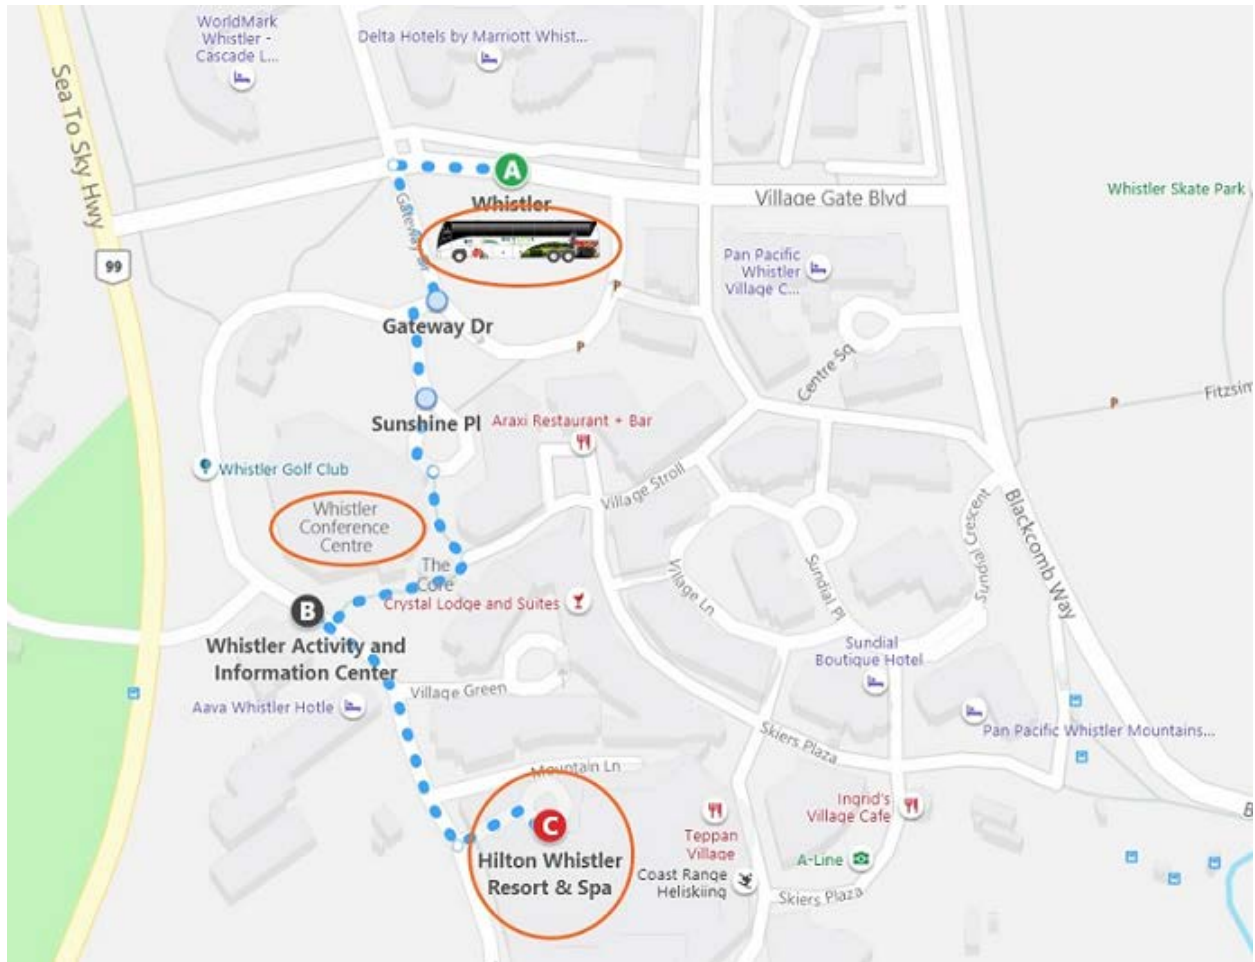 WorldMark
Whistler -
Cascade L...
Delta Hotels by Marriott Whist...
Sea To Sky Hwy
A
Whistler
Village Gate Blvd
Whistler Skate Park
Gateway Dr
99
Pan Pacific
Whistler
Village C...
P
Gateway Dr
P
Centre Sq
P
Fitzsim
Sunshine Pl
Araxi Restaurant + Bar
Whistler Golf Club
Village Stroll
Whistler
Conference
Centre
Blackcomb Way
Sundial Crescent
The
Core
Village Ln
Sundial Pl
Crystal Lodge and Suites
B
Whistler Activity and
Information Center
Sundial
Boutique Hotel
Village Green
Aava Whistler Hotle
Pan Pacific Whistler Mountains...
Skiers Plaza
Mountain Ln
Ingrid's
Village Cafe
B
C
Teppan
Village
Hilton Whistler
Resort & Spa
A-Line
Coast Range
Heliskiing
Skiers Plaza